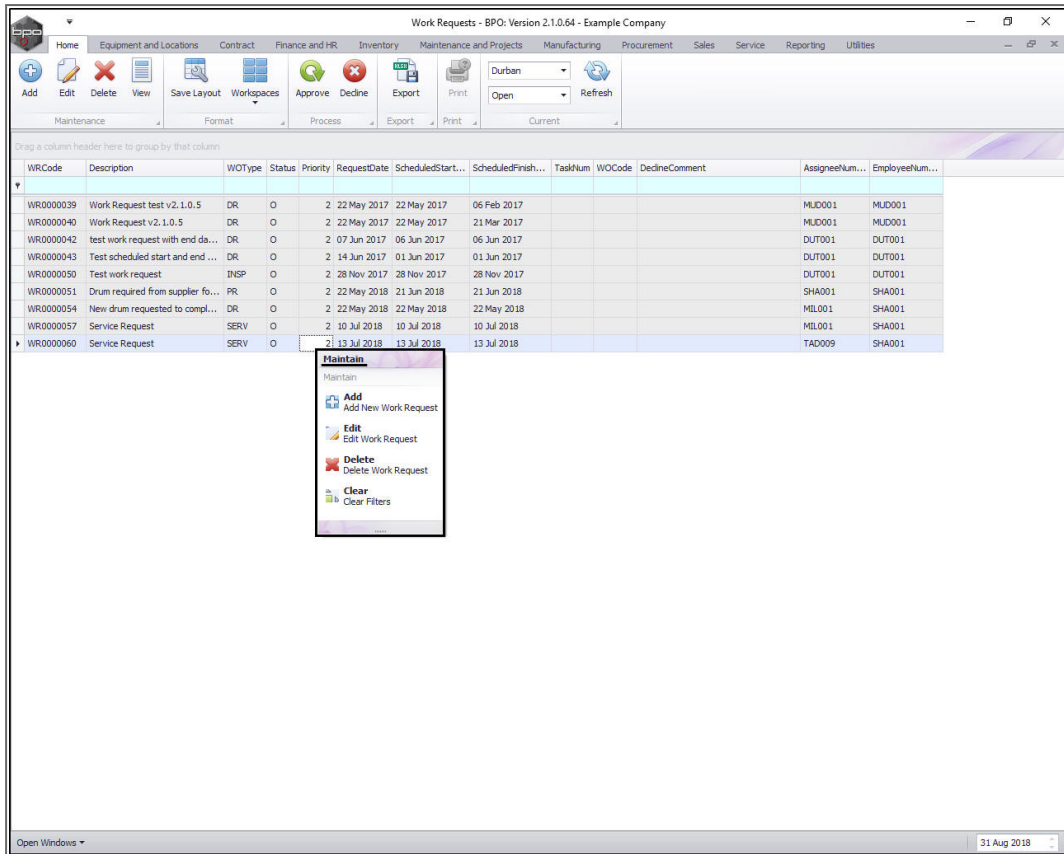 Work Requests - BPO: Version 2.1.0.64 - Example Company
bpo
Home Equipment and Locations Contract Finance and HR Inventory Maintenance and Projects Manufacturing Procurement Sales Service Reporting Utilities
Durban
Add Edit Delete View Save Layout Workspaces Approve Decline Export Print Refresh
Open
Maintenance Format Process Export Print Current
Drag a column header here to group by that column
WRCode Description WOType Status Priority RequestDate ScheduledStart... ScheduledFinish... TaskNum WOCode DeclineComment AssigneeNum... EmployeeNum...
WR0000039 Work Request test v2.1.0.5 DR O 2 22 May 2017 22 May 2017 06 Feb 2017 MUD001 MUD001
WR0000040 Work Request v2.1.0.5 DR O 2 22 May 2017 22 May 2017 21 Mar 2017 MUD001 MUD001
WR0000042 test work request with end da... DR O 2 07 Jun 2017 06 Jun 2017 06 Jun 2017 DUT001 DUT001
WR0000043 Test scheduled start and end ... DR O 2 14 Jun 2017 01 Jun 2017 01 Jun 2017 DUT001 DUT001
WR0000050 Test work request INSP O 2 28 Nov 2017 28 Nov 2017 28 Nov 2017 DUT001 DUT001
WR0000051 Drum required from supplier fo... PR O 2 22 May 2018 21 Jun 2018 21 Jun 2018 SHA001 SHA001
WR0000054 New drum requested to compl... DR O 2 22 May 2018 22 May 2018 22 May 2018 MIL001 SHA001
WR0000057 Service Request SERV O 2 10 Jul 2018 10 Jul 2018 10 Jul 2018 MIL001 SHA001
WR0000060 Service Request SERV O 2 13 Jul 2018 13 Jul 2018 13 Jul 2018 TAD009 SHA001
Maintain
Maintain
Add
Add New Work Request
Edit
Edit Work Request
Delete
Delete Work Request
Clear
Clear Filters
Open Windows 31 Aug 2018